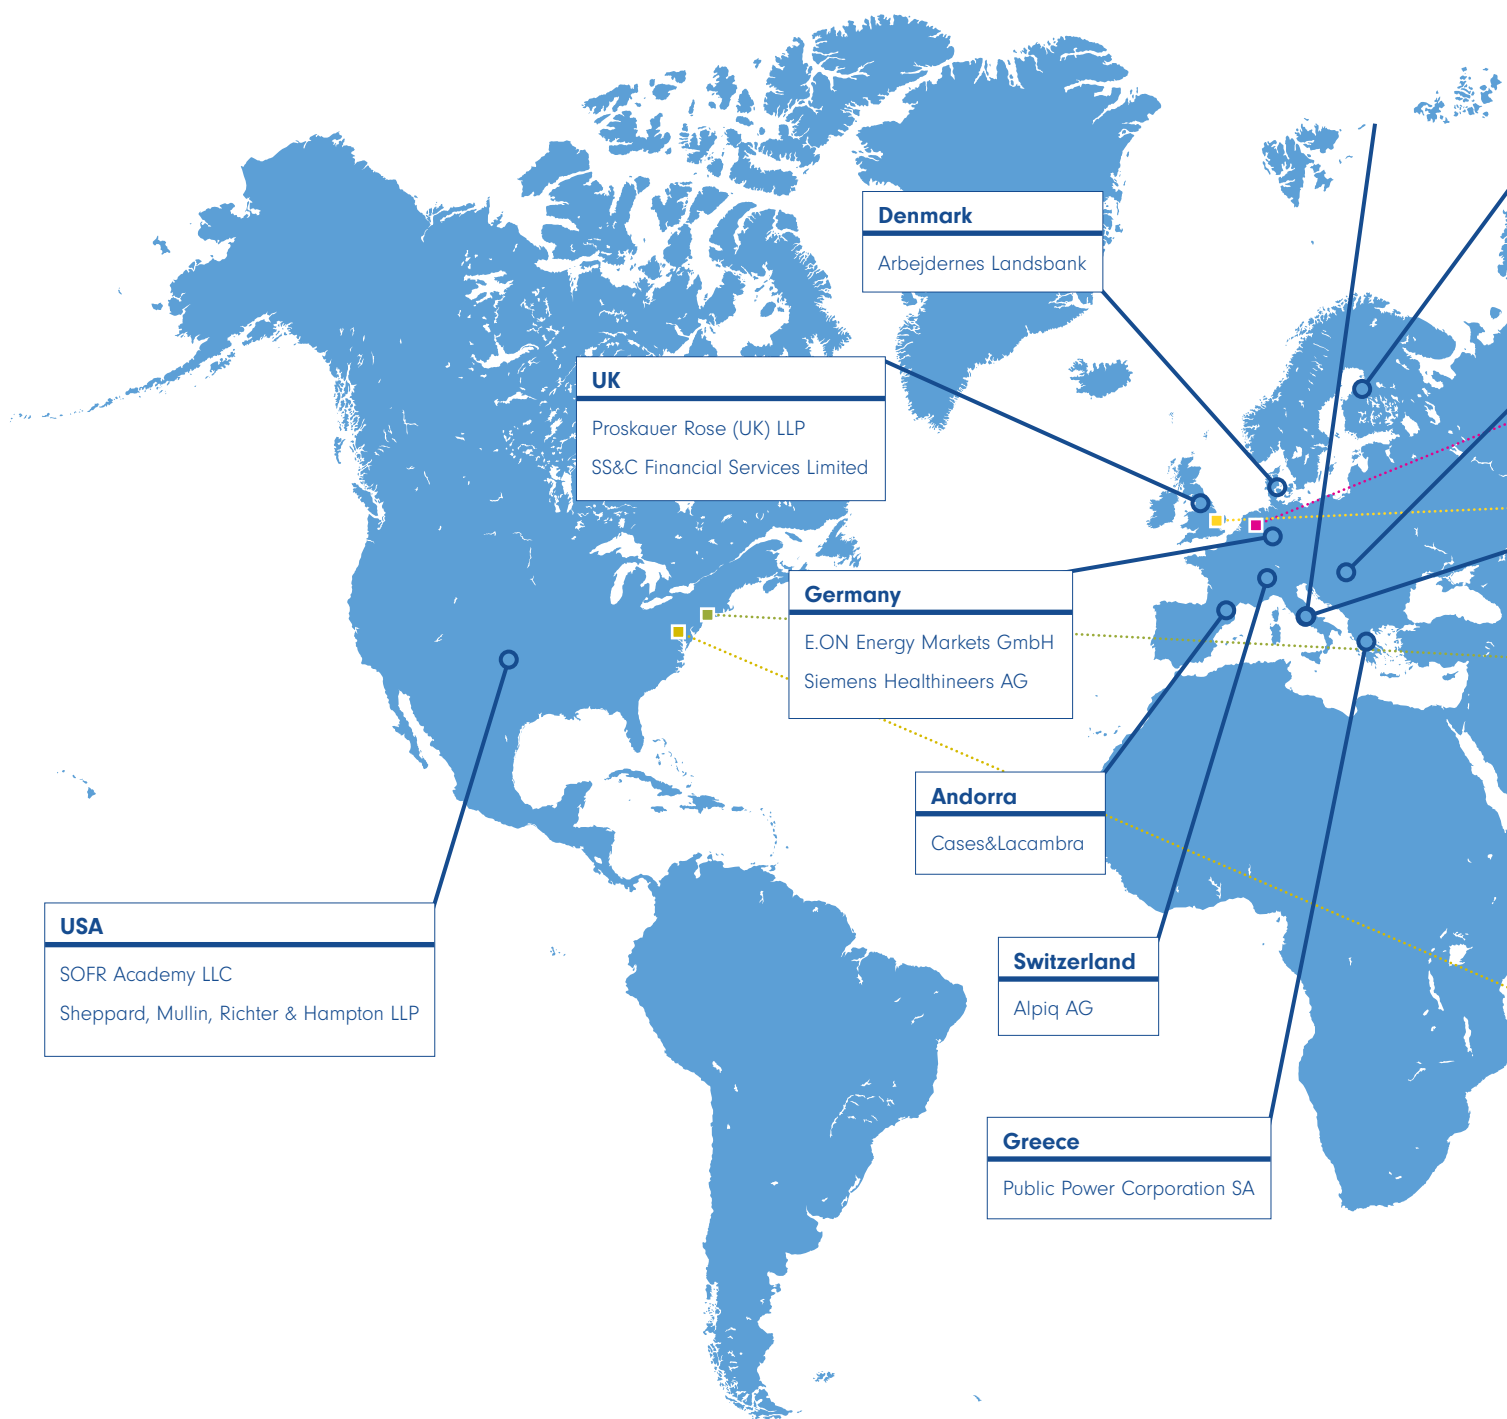 Denmark
Arbejdernes Landsbank
UK
Proskauer Rose (UK) LLP
SS&C Financial Services Limited
Germany
E.ON Energy Markets GmbH
Siemens Healthineers AG
Andorra
Cases&Lacambra
USA
SOFR Academy LLC
Sheppard, Mullin, Richter & Hampton LLP
Switzerland
Alpiq AG
Greece
Public Power Corporation SA